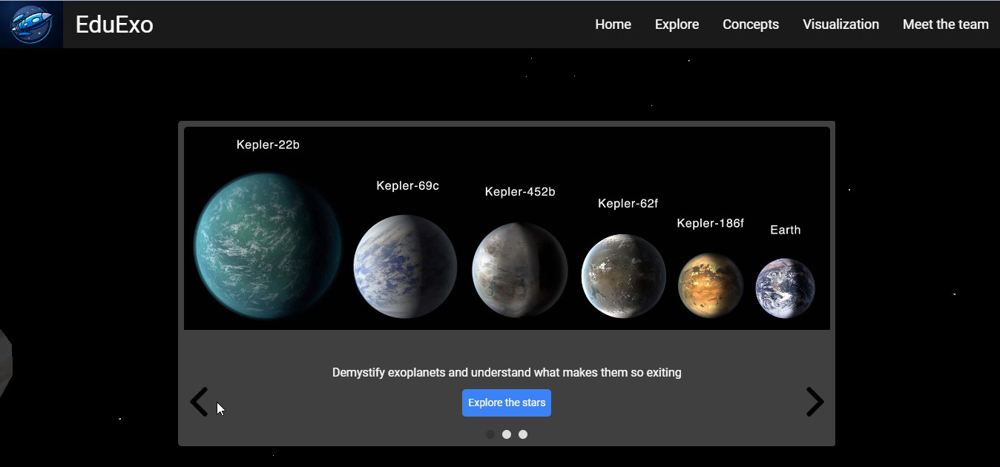 EduExo
Home Explore Concepts Visualization Meet the team
Kepler-22b
Kepler-69c
Kepler-452b
Kepler-62f
Kepler-186f
Earth
Demystify exoplanets and understand what makes them so exiting
Explore the stars